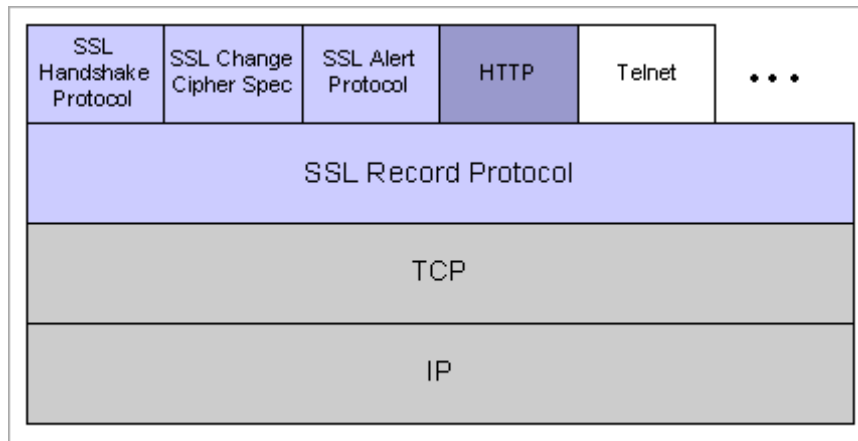 SSL
Handshake
Protocol
SSL Change
Cipher Spec
SSL Alert
Protocol
HTTP
Telnet
• • •
SSL Record Protocol
TCP
IP